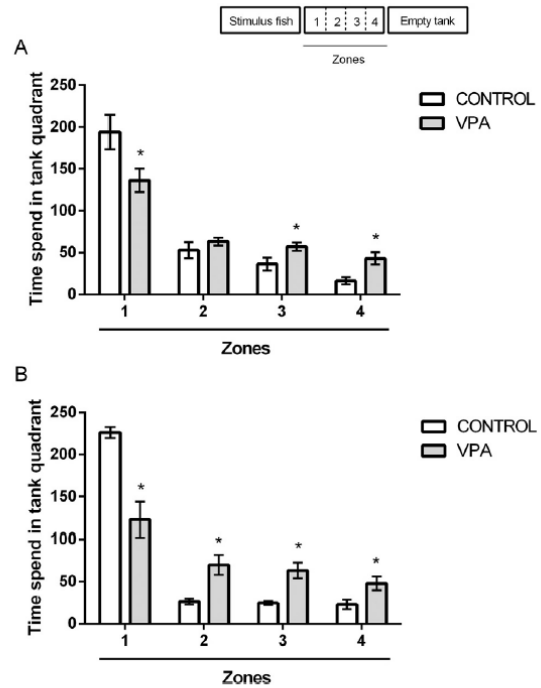 Stimulus fish 1 2 3 4 Empty tank
Zones
A
Time spend in tank quadrant
250
200
150
100
50
0
CONTROL
VPA
* * *
1 2 3 4
Zones
B
Time spend in tank quadrant
250
200
150
100
50
0
CONTROL
VPA
* * * *
1 2 3 4
Zones